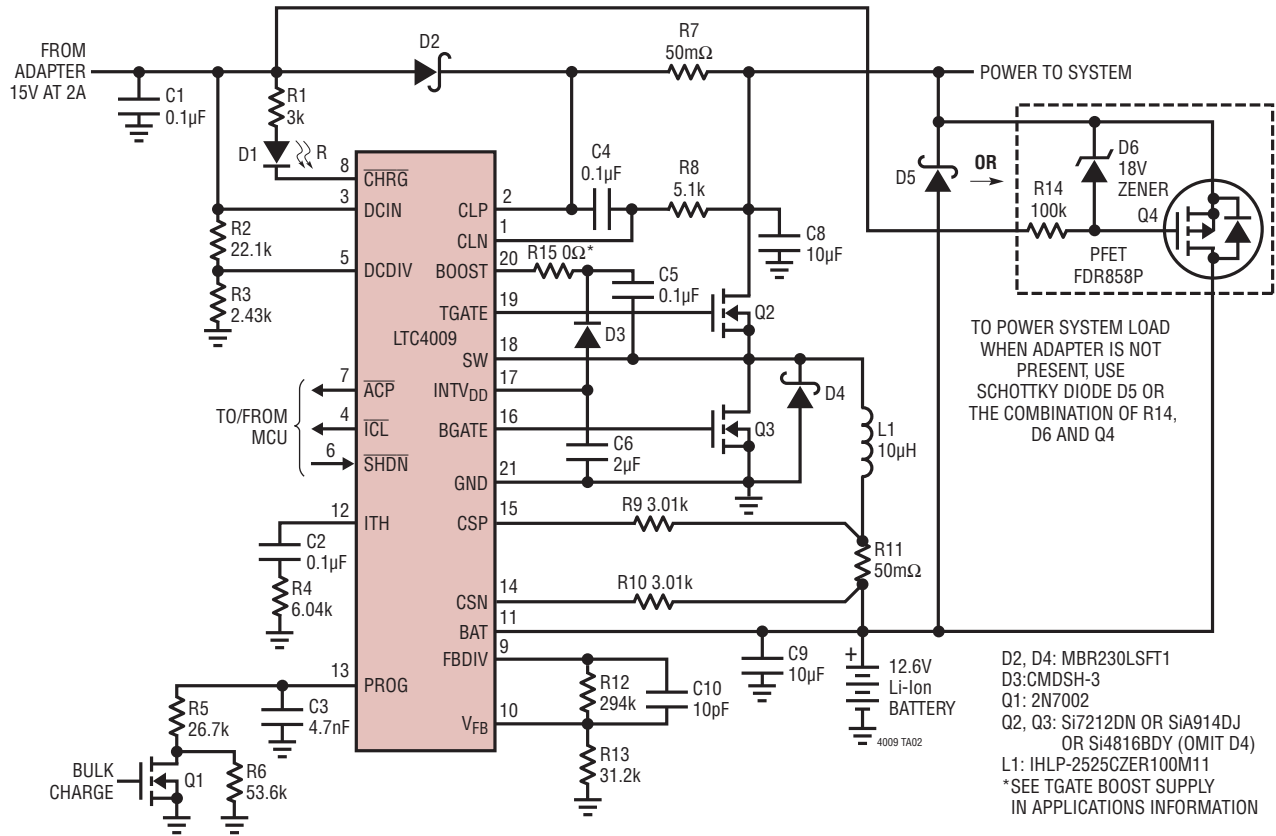 FROM
ADAPTER
15V AT 2A
C1
0.1µF
R1
3k
D1
R
D2
R7
50mΩ
POWER TO SYSTEM
R2
22.1k
R3
2.43k
8
CHRG
3
DCIN
5
DCDIV
LTC4009
7
ACP
4
ICL
6
SHDN
TO/FROM
MCU
12
ITH
C2
0.1µF
R4
6.04k
13
PROG
R5
26.7k
C3
4.7nF
BULK
CHARGE
Q1
R6
53.6k
2
CLP
1
CLN
20
BOOST
19
TGATE
18
SW
17
INTVDD
16
BGATE
21
GND
15
CSP
14
CSN
11
BAT
9
FBDIV
10
VFB
C4
0.1µF
R8
5.1k
C8
10µF
R15 0Ω*
C5
0.1µF
D3
Q2
Q3
D4
C6
2µF
L1
10µH
R9 3.01k
R11
50mΩ
R10 3.01k
C9
10µF
+
12.6V
Li-Ion
BATTERY
4009 TA02
R12
294k
C10
10pF
R13
31.2k
D5
OR
D6
18V
ZENER
R14
100k
Q4
PFET
FDR858P
TO POWER SYSTEM LOAD
WHEN ADAPTER IS NOT
PRESENT, USE
SCHOTTKY DIODE D5 OR
THE COMBINATION OF R14,
D6 AND Q4
D2, D4: MBR230LSFT1
D3:CMDSH-3
Q1: 2N7002
Q2, Q3: Si7212DN OR SiA914DJ
OR Si4816BDY (OMIT D4)
L1: IHLP-2525CZER100M11
*SEE TGATE BOOST SUPPLY
IN APPLICATIONS INFORMATION